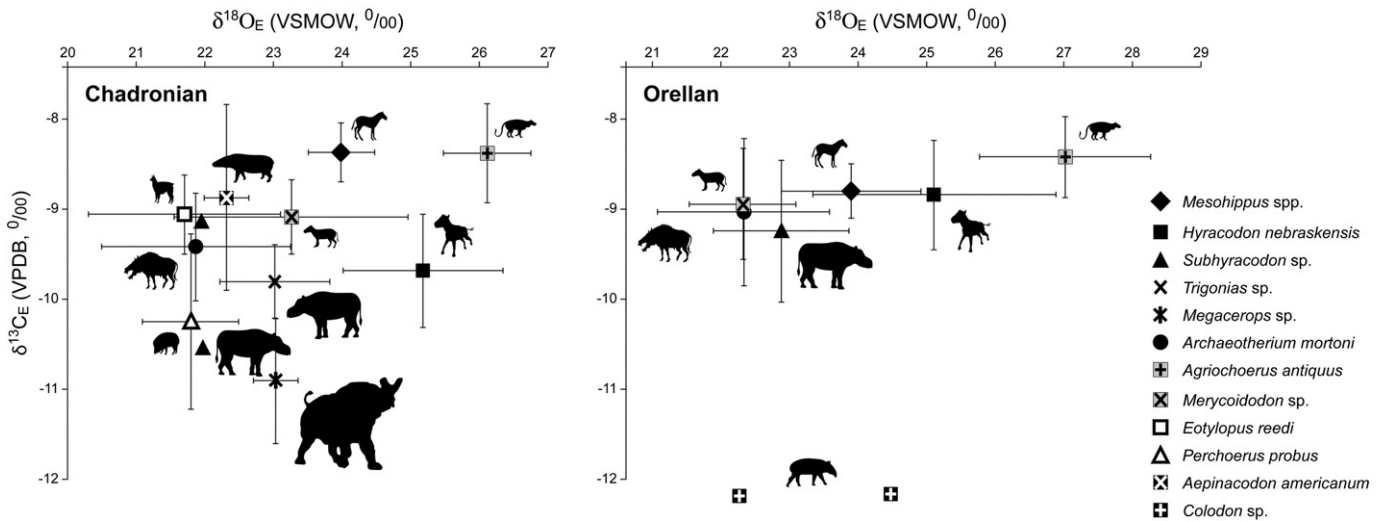 δ18OE (VSMOW, 0/00)
20 21 22 23 24 25 26 27
Chadronian
δ13CE (VPDB, 0/00)
-8
-9
-10
-11
-12
δ18OE (VSMOW, 0/00)
21 22 23 24 25 26 27 28 29
Orellan
-8
-9
-10
-11
-12
Mesohippus spp.
Hyracodon nebraskensis
Subhyracodon sp.
Trigonias sp.
Megacerops sp.
Archaeotherium mortoni
Agriochoerus antiquus
Merycoidodon sp.
Eotylopus reedi
Perchoerus probus
Aepinacodon americanum
Colodon sp.